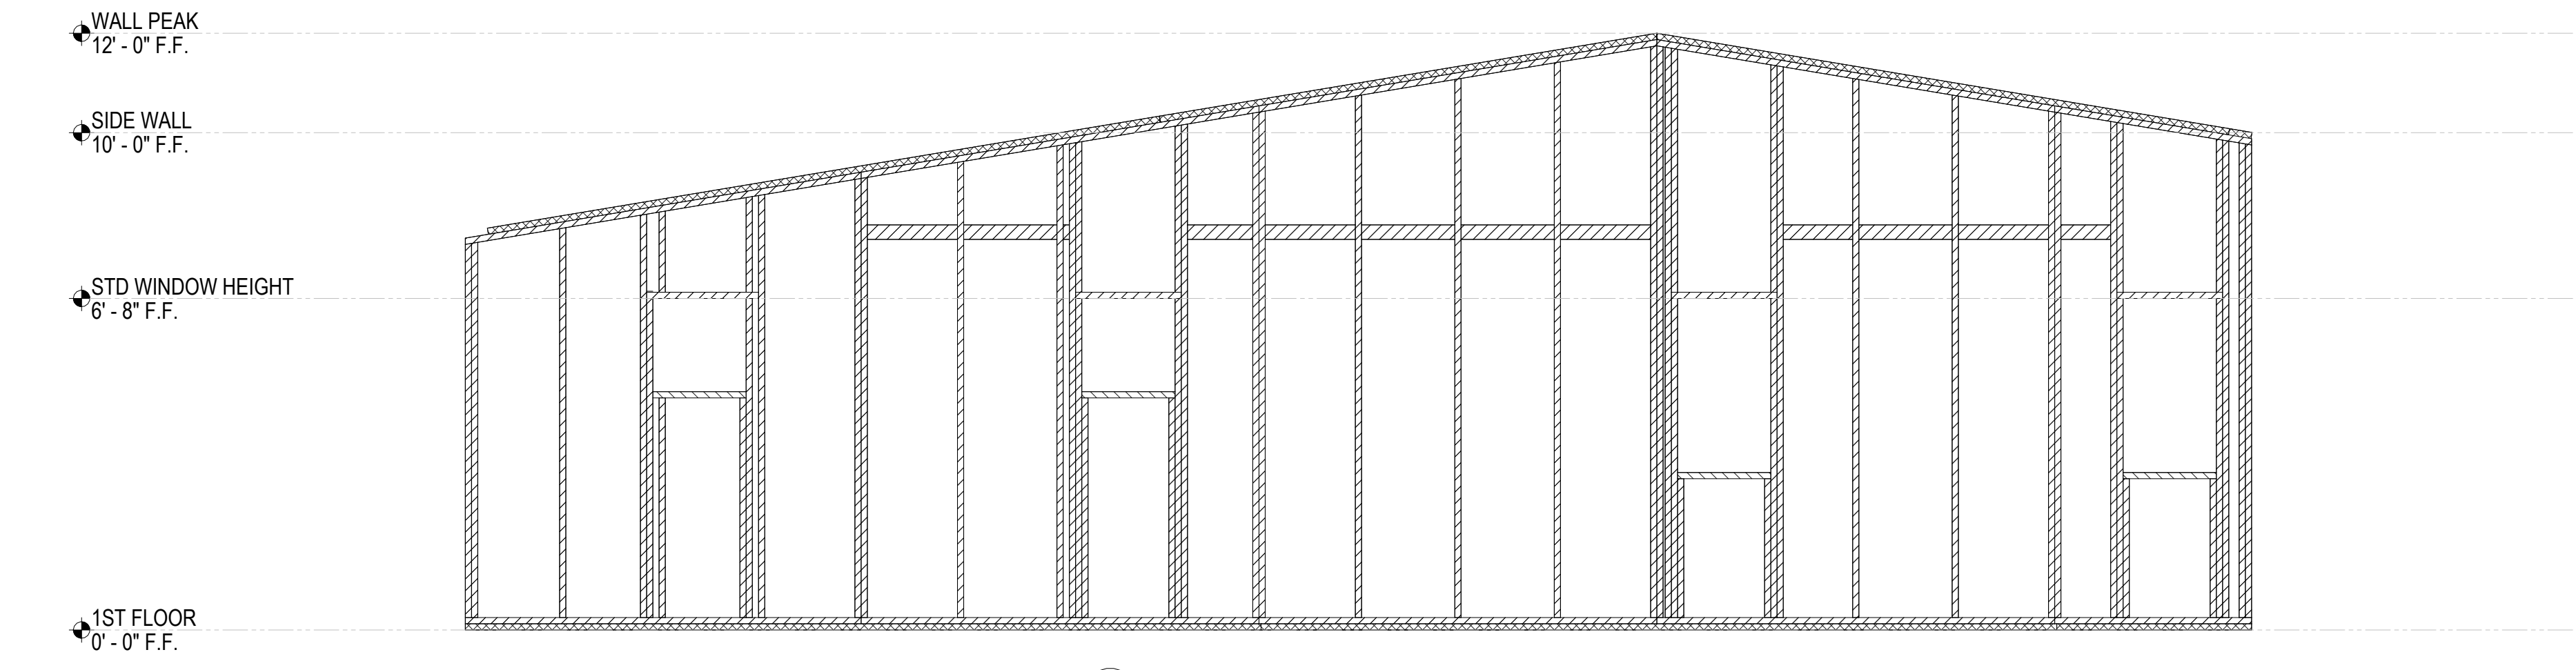 WALL PEAK
12' - 0" F.F.
SIDE WALL
10' - 0" F.F.
STD WINDOW HEIGHT
6' - 8" F.F.
1ST FLOOR
0' - 0" F.F.